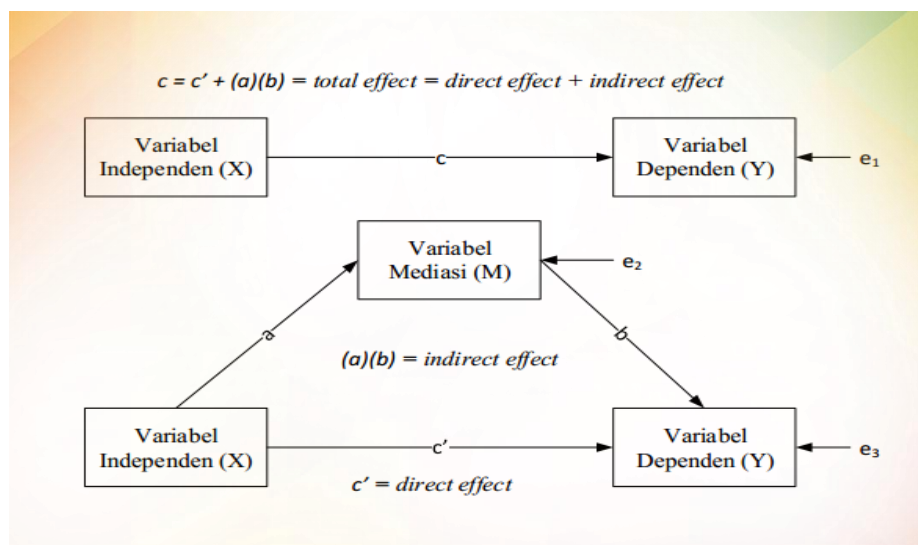 c = c' + (a)(b) = total effect = direct effect + indirect effect
Variabel
Independen (X)
c
Variabel
Dependen (Y)
e₁
Variabel
Mediasi (M)
e₂
a
b
(a)(b) = indirect effect
Variabel
Independen (X)
c'
Variabel
Dependen (Y)
e₃
c' = direct effect